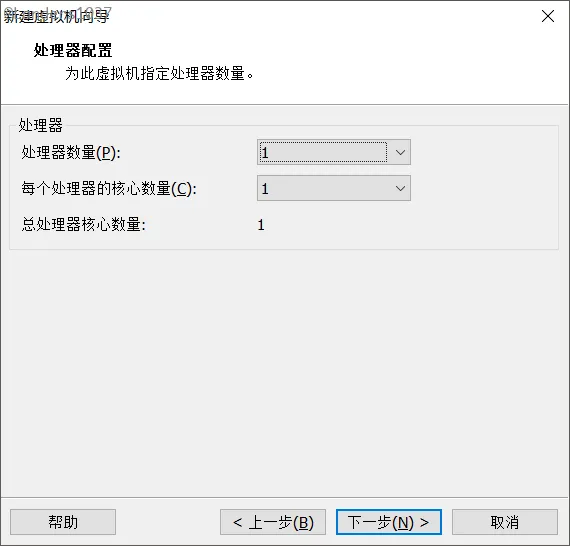 新建虚拟机向导
处理器配置
为此虚拟机指定处理器数量。
处理器
处理器数量(P):
1
每个处理器的核心数量(C):
1
总处理器核心数量:
1
帮助
< 上一步(B)
下一步(N) >
取消